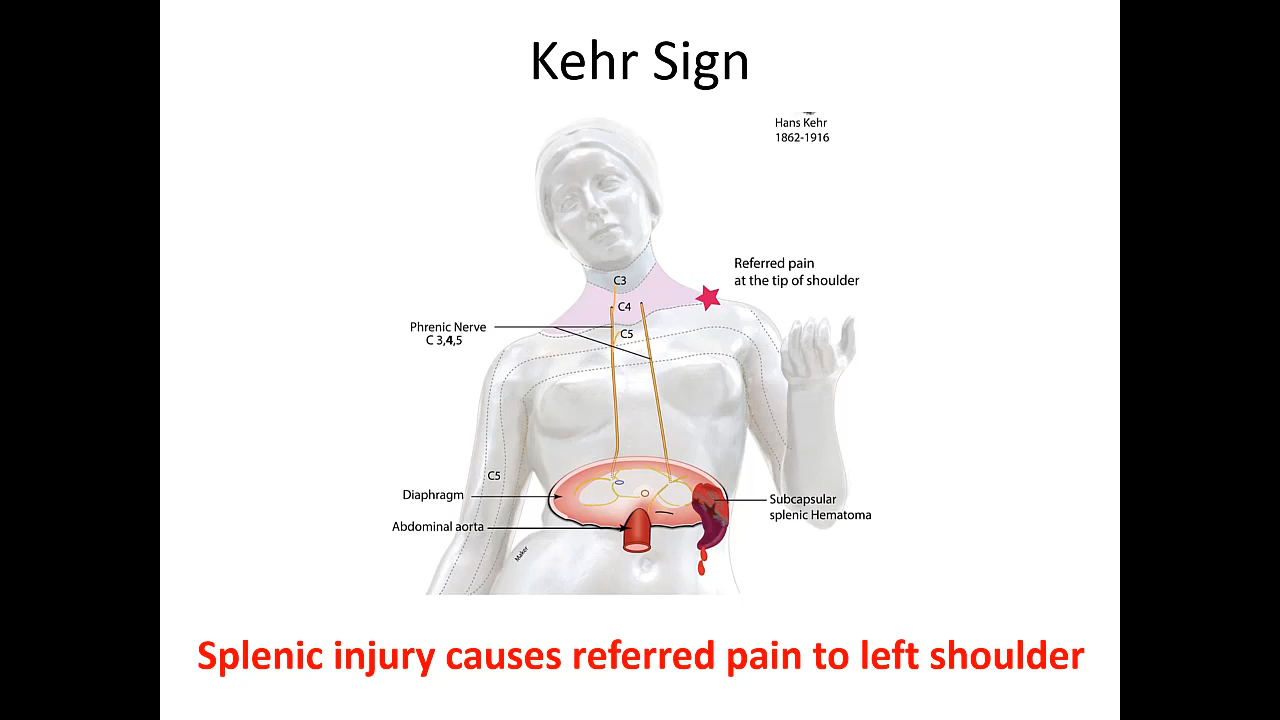 Kehr Sign
Hans Kehr
1862-1916
Referred pain
at the tip of shoulder
C3
C4
C5
Phrenic Nerve
C 3,4,5
C5
Diaphragm
Abdominal aorta
Subcapsular
splenic Hematoma
Maker
Splenic injury causes referred pain to left shoulder